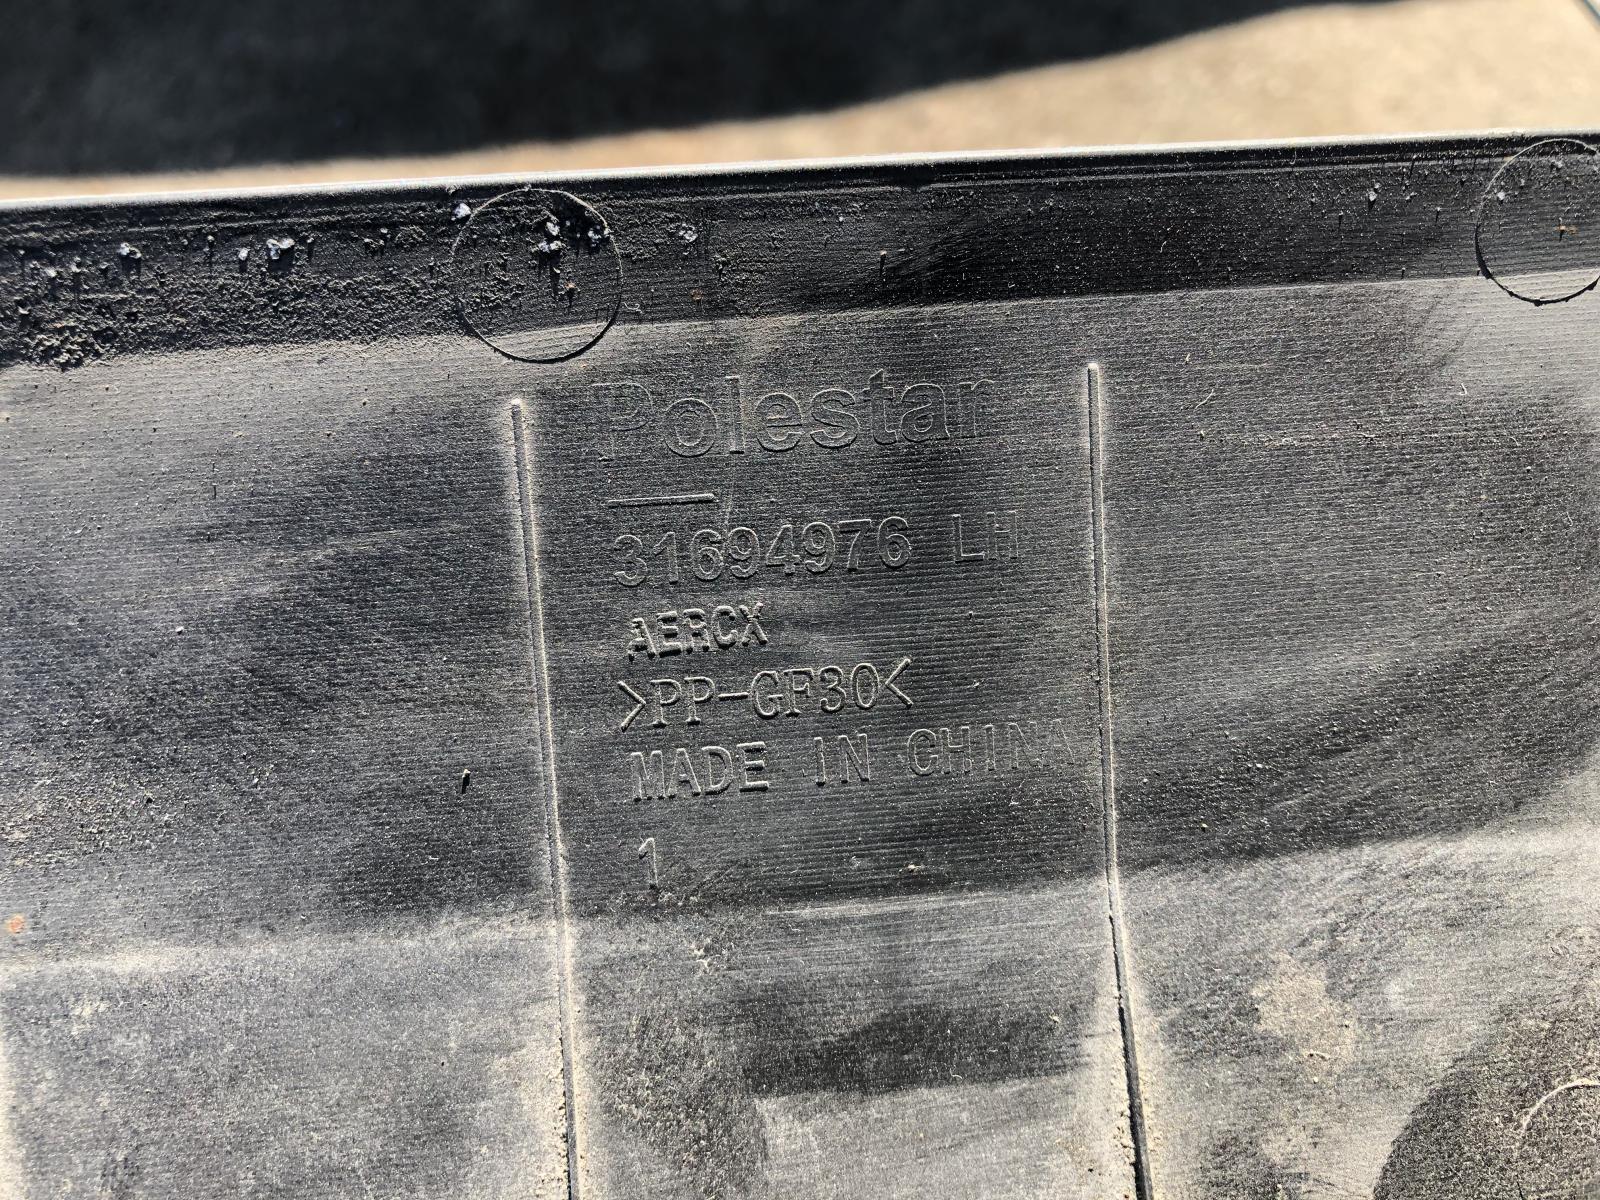 Polestar
31694976 LH
AERCX
>PP-GF30<
MADE IN CHINA
1